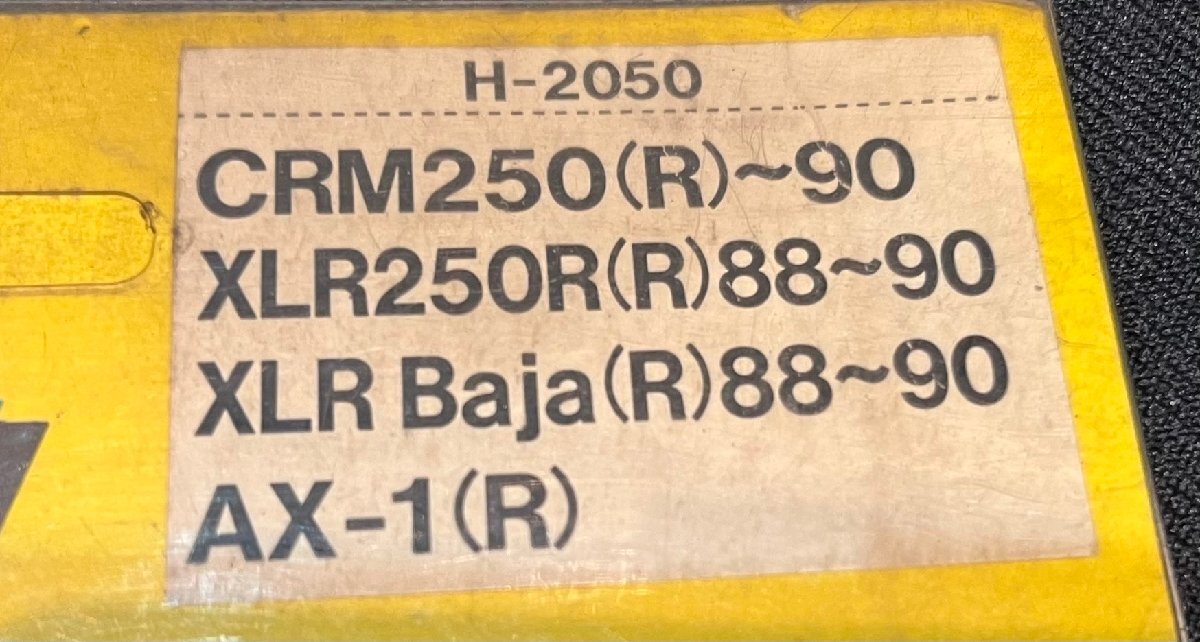 H-2050
CRM250(R)~90
XLR250R(R)88~90
XLR Baja(R)88~90
AX-1(R)